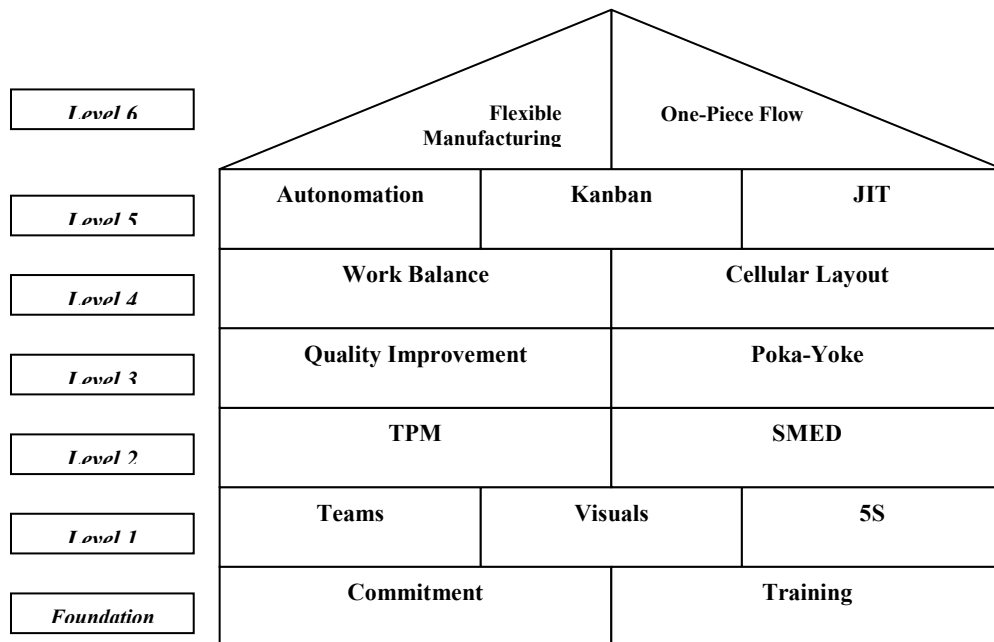 Level 6
Flexible
Manufacturing
One-Piece Flow
Level 5
Autonomation
Kanban
JIT
Level 4
Work Balance
Cellular Layout
Level 3
Quality Improvement
Poka-Yoke
Level 2
TPM
SMED
Level 1
Teams
Visuals
5S
Foundation
Commitment
Training